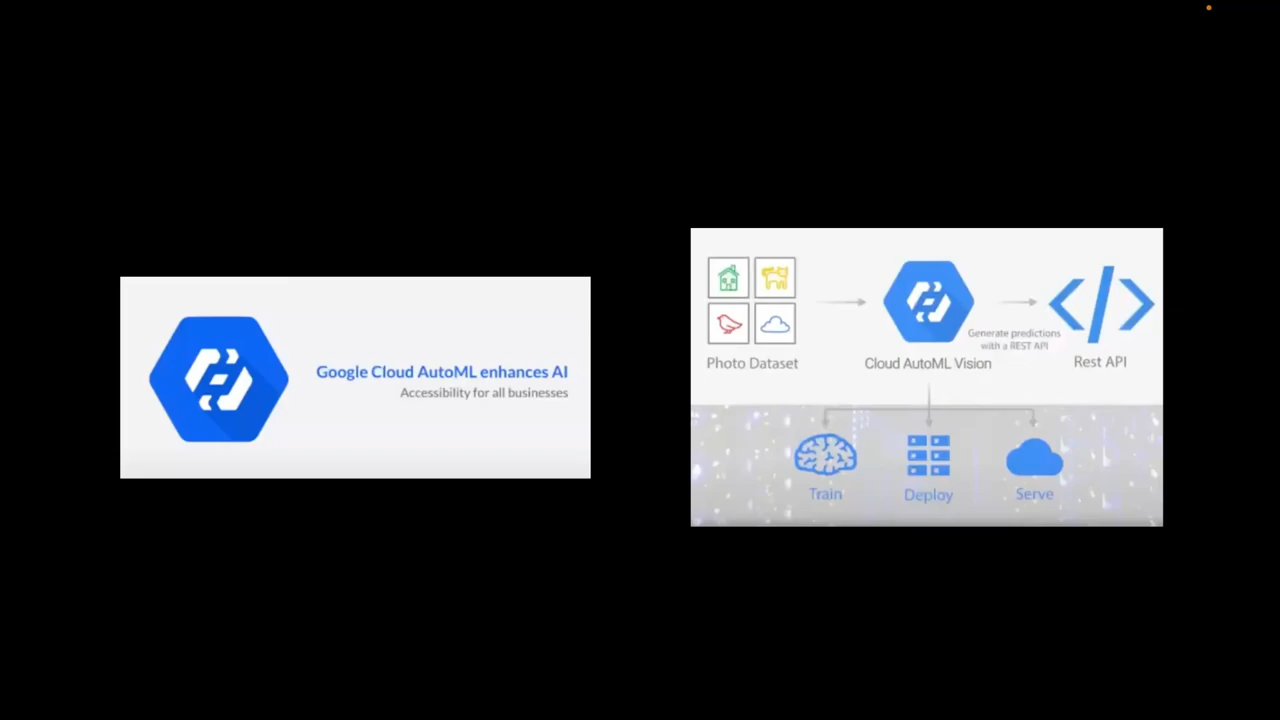 Google Cloud AutoML enhances AI
Accessibility for all businesses
Generate predictions
with a REST API
Photo Dataset
Cloud AutoML Vision
Rest API
Train
Deploy
Serve